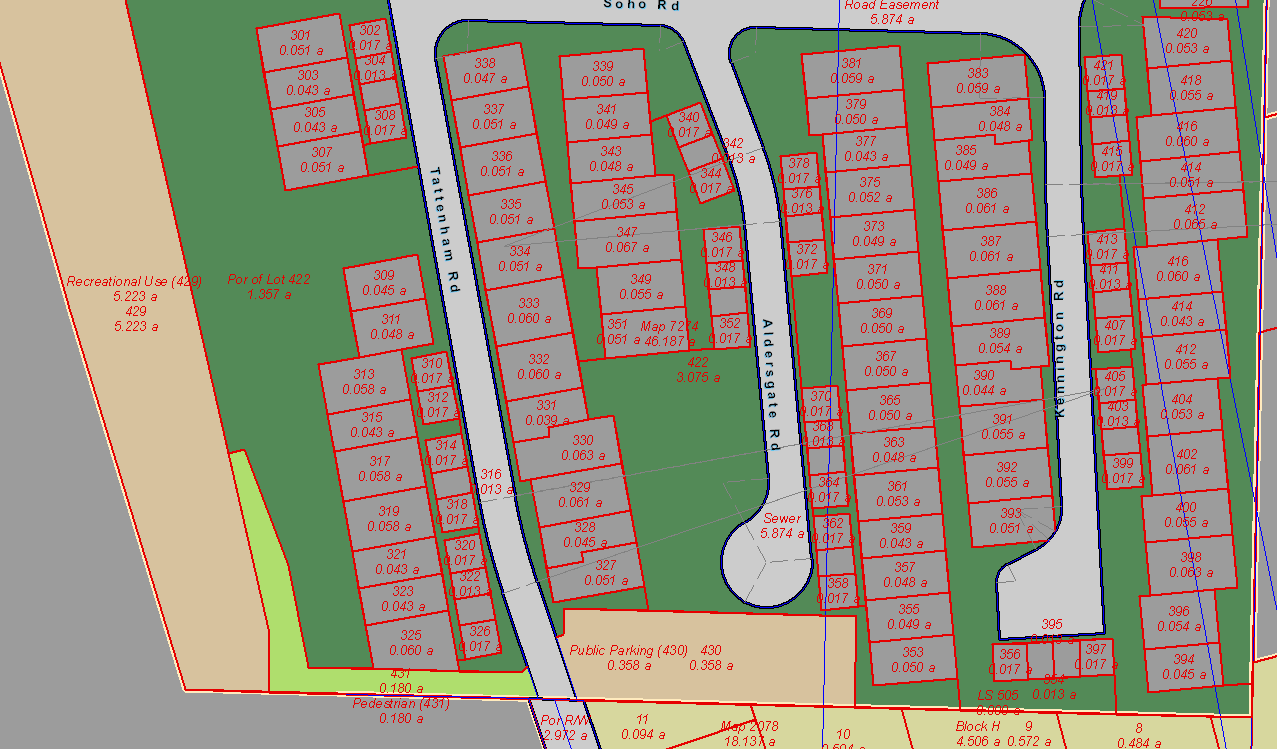 Soho Rd
Road Easement
5.874 a
301
0.051 a
303
0.043 a
305
0.043 a
307
0.051 a
302
0.017 a
304
0.013 a
308
0.017 a
Recreational Use (429)
5.223 a
429
5.223 a
Por of Lot 422
1.357 a
309
0.045 a
311
0.048 a
313
0.058 a
315
0.043 a
317
0.058 a
319
0.058 a
321
0.043 a
323
0.043 a
325
0.060 a
310
0.017 a
312
0.017 a
314
0.017 a
316
318
0.017 a
320
0.017 a
322
0.013 a
326
0.017 a
Tattenham Rd
338
0.047 a
337
0.051 a
336
0.051 a
335
0.051 a
334
0.051 a
333
0.060 a
332
0.060 a
331
0.039 a
330
0.063 a
329
0.061 a
328
0.045 a
327
0.051 a
339
0.050 a
341
0.049 a
343
0.048 a
345
0.053 a
347
0.067 a
349
0.055 a
351
0.051 a
Map 7274
46.187 a
422
3.075 a
340
0.017 a
342
0.013 a
344
0.017 a
346
0.017 a
348
0.013 a
352
0.017 a
Aldersgate Rd
Sewer
5.874 a
378
0.017 a
376
0.013 a
372
0.017 a
370
0.017 a
368
0.013 a
364
0.017 a
362
0.017 a
358
0.017 a
381
0.059 a
379
0.050 a
377
0.043 a
375
0.052 a
373
0.049 a
371
0.050 a
369
0.050 a
367
0.050 a
365
0.050 a
363
0.048 a
361
0.053 a
359
0.043 a
357
0.048 a
355
0.049 a
353
0.050 a
383
0.059 a
384
0.048 a
385
0.049 a
386
0.061 a
387
0.061 a
388
0.061 a
389
0.054 a
390
0.044 a
391
0.055 a
392
0.055 a
393
0.051 a
Kennington Rd
421
0.017 a
419
0.013 a
415
0.017 a
413
0.017 a
411
0.013 a
407
0.017 a
405
0.017 a
403
0.013 a
399
0.017 a
0.053 a
420
0.053 a
418
0.055 a
416
0.060 a
414
0.051 a
412
0.065 a
416
0.060 a
414
0.043 a
412
0.055 a
404
0.053 a
402
0.061 a
400
0.055 a
398
0.063 a
396
0.054 a
394
0.045 a
395
356
0.017 a
397
0.017 a
354
0.013 a
LS 505
Public Parking (430)
0.358 a
430
0.358 a
431
0.180 a
Pedestrian (431)
0.180 a
Por R/W
2.972 a
11
0.094 a
Map 2078
18.137 a
10
Block H
4.506 a
9
0.572 a
8
0.484 a